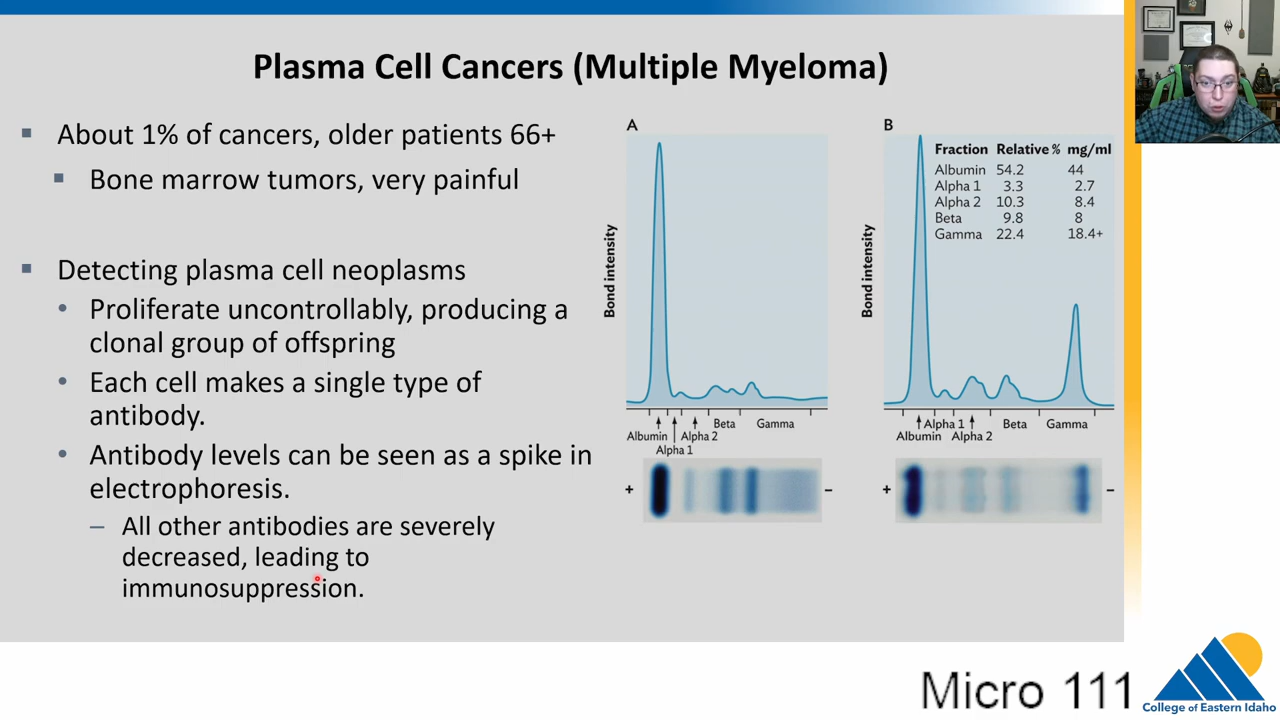 Plasma Cell Cancers (Multiple Myeloma)
About 1% of cancers, older patients 66+
Bone marrow tumors, very painful
Detecting plasma cell neoplasms
Proliferate uncontrollably, producing a
clonal group of offspring
Each cell makes a single type of
antibody.
Antibody levels can be seen as a spike in
electrophoresis.
– All other antibodies are severely
decreased, leading to
immunosuppression.
A
Bond intensity
Beta Gamma
Albumin Alpha 2
Alpha 1
+ –
B
Fraction Relative % mg/ml
Albumin 54.2 44
Alpha 1 3.3 2.7
Alpha 2 10.3 8.4
Beta 9.8 8
Gamma 22.4 18.4+
Bond intensity
Alpha 1 Beta Gamma
Albumin Alpha 2
+ –
Micro 111
College of Eastern Idaho